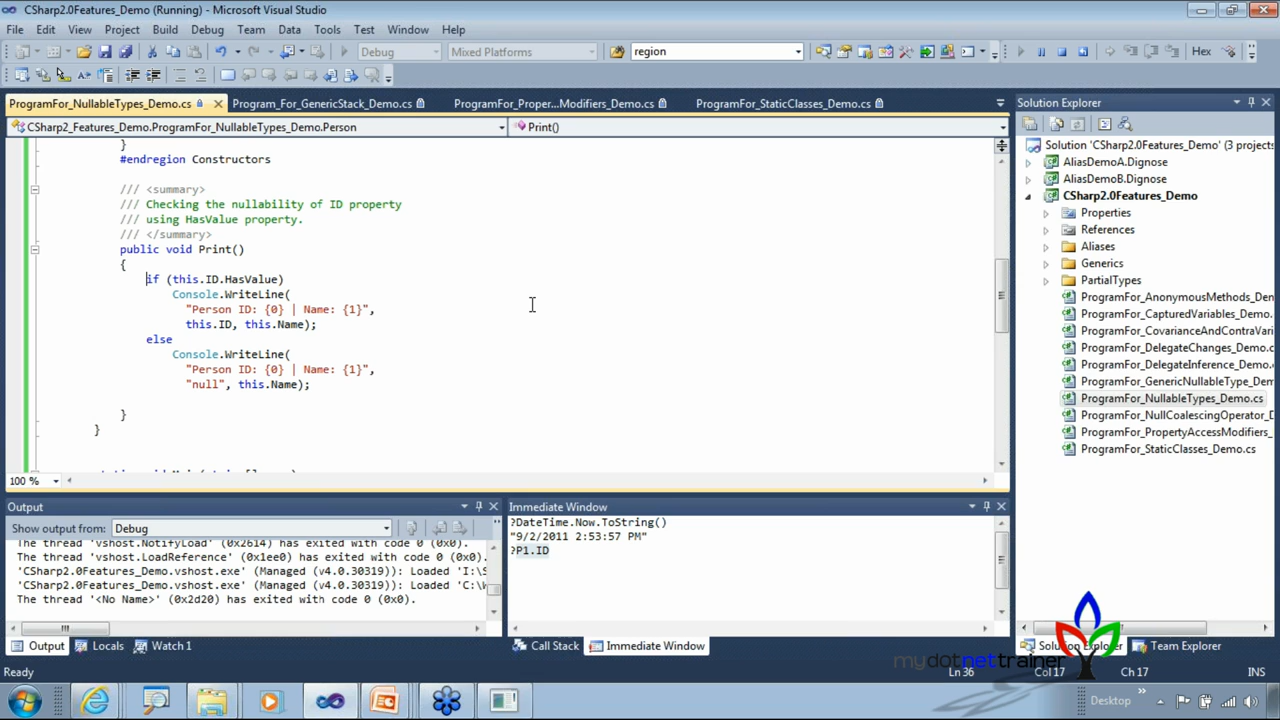 CSharp2.0Features_Demo (Running) - Microsoft Visual Studio
File Edit View Project Build Debug Team Data Tools Test Window Help
Debug Mixed Platforms region Hex
ProgramFor_NullableTypes_Demo.cs Program_For_GenericStack_Demo.cs ProgramFor_Proper...Modifiers_Demo.cs ProgramFor_StaticClasses_Demo.cs
CSharp2_Features_Demo.ProgramFor_NullableTypes_Demo.Person Print()
}
#endregion Constructors
/// <summary>
/// Checking the nullability of ID property
/// using HasValue property.
/// </summary>
public void Print()
{
if (this.ID.HasValue)
Console.WriteLine(
"Person ID: {0} | Name: {1}",
this.ID, this.Name);
else
Console.WriteLine(
"Person ID: {0} | Name: {1}",
"null", this.Name);
}
}
100 %
Solution Explorer
Solution 'CSharp2.0Features_Demo' (3 projects)
AliasDemoA.Dignose
AliasDemoB.Dignose
CSharp2.0Features_Demo
Properties
References
Aliases
Generics
PartialTypes
ProgramFor_AnonymousMethods_Den
ProgramFor_CapturedVariables_Demo.
ProgramFor_CovarianceAndContraVari
ProgramFor_DelegateChanges_Demo.c
ProgramFor_DelegateInference_Demo.c
ProgramFor_GenericNullableType_Dem
ProgramFor_NullableTypes_Demo.cs
ProgramFor_NullCoalescingOperator_D
ProgramFor_PropertyAccessModifiers_
ProgramFor_StaticClasses_Demo.cs
Output
Show output from: Debug
The thread 'vshost.NotifyLoad' (0x2614) has exited with code 0 (0x0).
The thread 'vshost.LoadReference' (0x1ee0) has exited with code 0 (0x0).
'CSharp2.0Features_Demo.vshost.exe' (Managed (v4.0.30319)): Loaded 'I:\S
'CSharp2.0Features_Demo.vshost.exe' (Managed (v4.0.30319)): Loaded 'C:\W
The thread '<No Name>' (0x2d20) has exited with code 0 (0x0).
Immediate Window
?DateTime.Now.ToString()
"9/2/2011 2:53:57 PM"
?P1.ID
Output Locals Watch 1 Call Stack Immediate Window Solution Explorer Team Explorer
mydotnettrainer
Ready Ln 36 Col 17 Ch 17 INS
Desktop